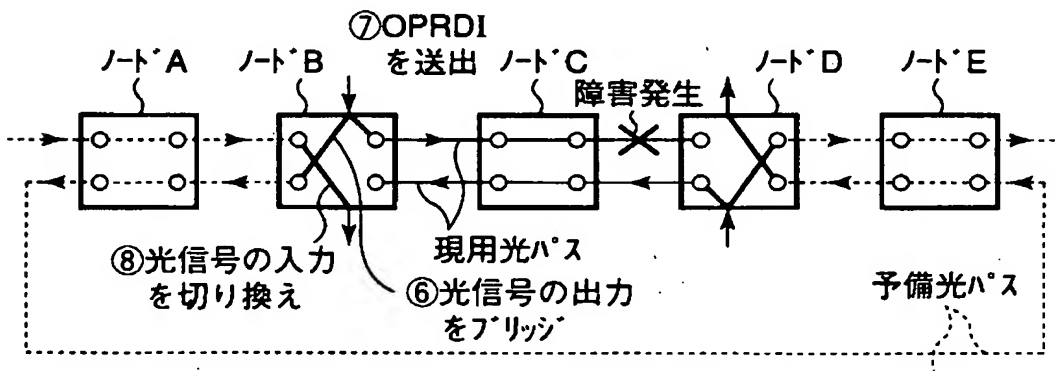 ⑦OPRDI
を送出
ノードA
ノードB
ノードC
ノードD
ノードE
障害発生
⑧光信号の入力
を切り換え
現用光パス
⑥光信号の出力
をブリッジ
予備光パス